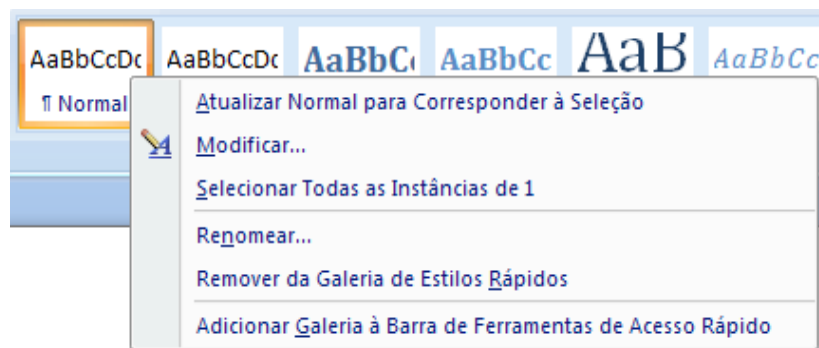 AaBbCcDc AaBbCcDc AaBbC AaBbCc AaB AaBbCc
¶ Normal
Atualizar Normal para Corresponder à Seleção
Modificar...
Selecionar Todas as Instâncias de 1
Renomear...
Remover da Galeria de Estilos Rápidos
Adicionar Galeria à Barra de Ferramentas de Acesso Rápido